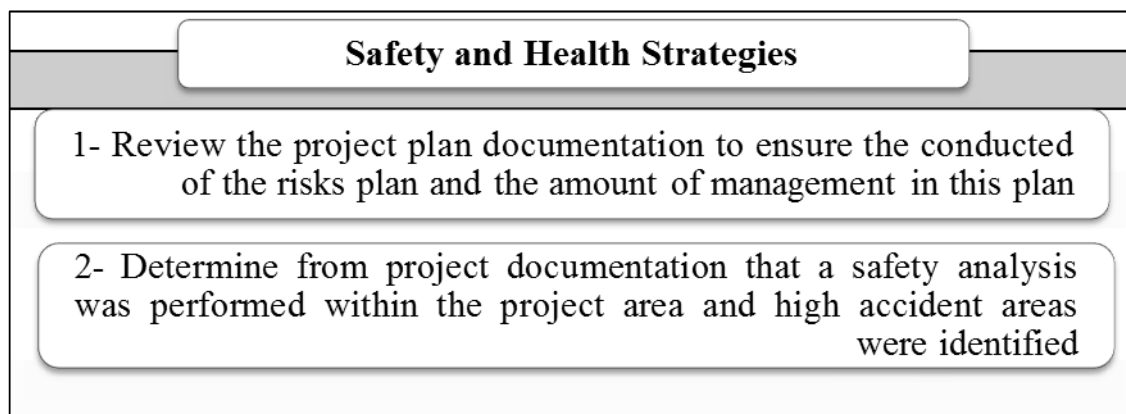 Safety and Health Strategies
1- Review the project plan documentation to ensure the conducted
of the risks plan and the amount of management in this plan
2- Determine from project documentation that a safety analysis
was performed within the project area and high accident areas
were identified